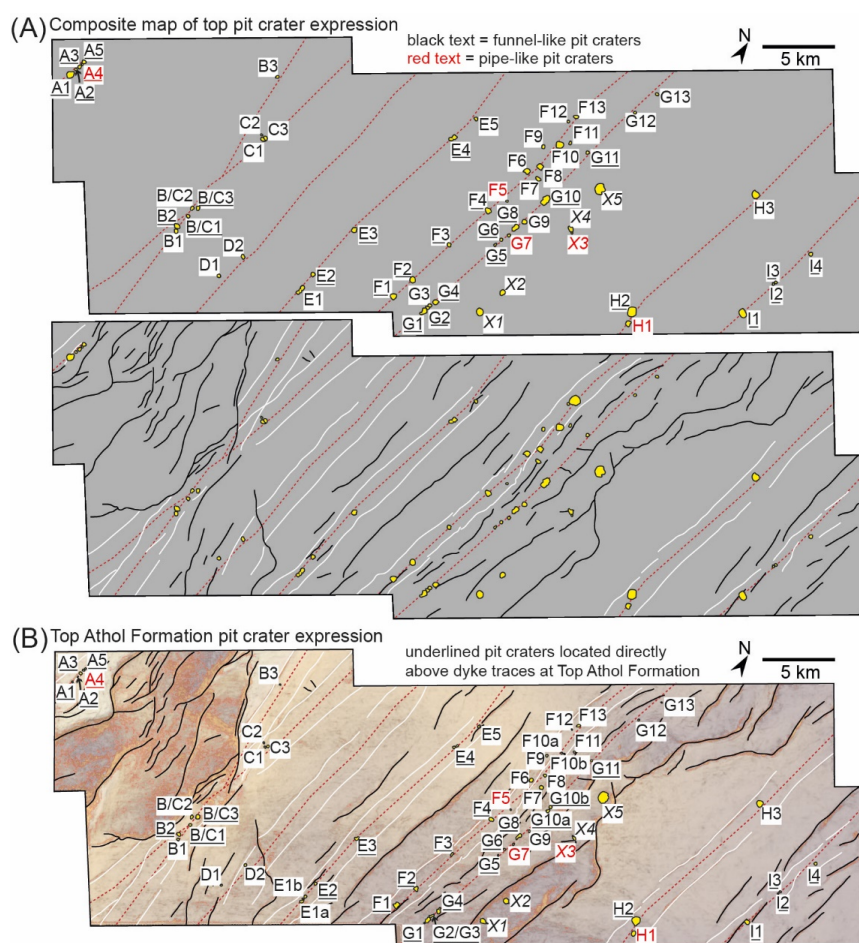 (A) Composite map of top pit crater expression
black text = funnel-like pit craters
red text = pipe-like pit craters
N
5 km
A3 A5
A4
A1 A2
B3
C2 C3
C1
B/C2 B/C3
B2
B/C1
B1
D2
D1
E5
E4
E3
E2
E1
F12 F13
F9 F11
F6 F10
F8
F7
F5
F4
F3
F2
F1
G13
G12
G11
G10
G8 G9
G6
G7
G5
G3 G4
G1 G2
X5
X4
X3
X2
X1
H3
H2
H1
I4
I3
I2
I1
(B) Top Athol Formation pit crater expression
underlined pit craters located directly
above dyke traces at Top Athol Formation
N
5 km
A3 A5
A4
A1 A2
B3
C2
C3
C1
B/C2 B/C3
B2
B/C1
B1
D2
D1
E5
E4
E3
E1b E2
E1a
F12 F13
F10a F11
F9 F10b
F6 F8
F5 F7
F4
F3
F2
F1
G13
G12
G11
G10b
G10a
G8 G9
G6
G7
G5
G4
G1 G2/G3
X5
X4
X3
X2
X1
H3
H2
H1
I4
I3
I2
I1